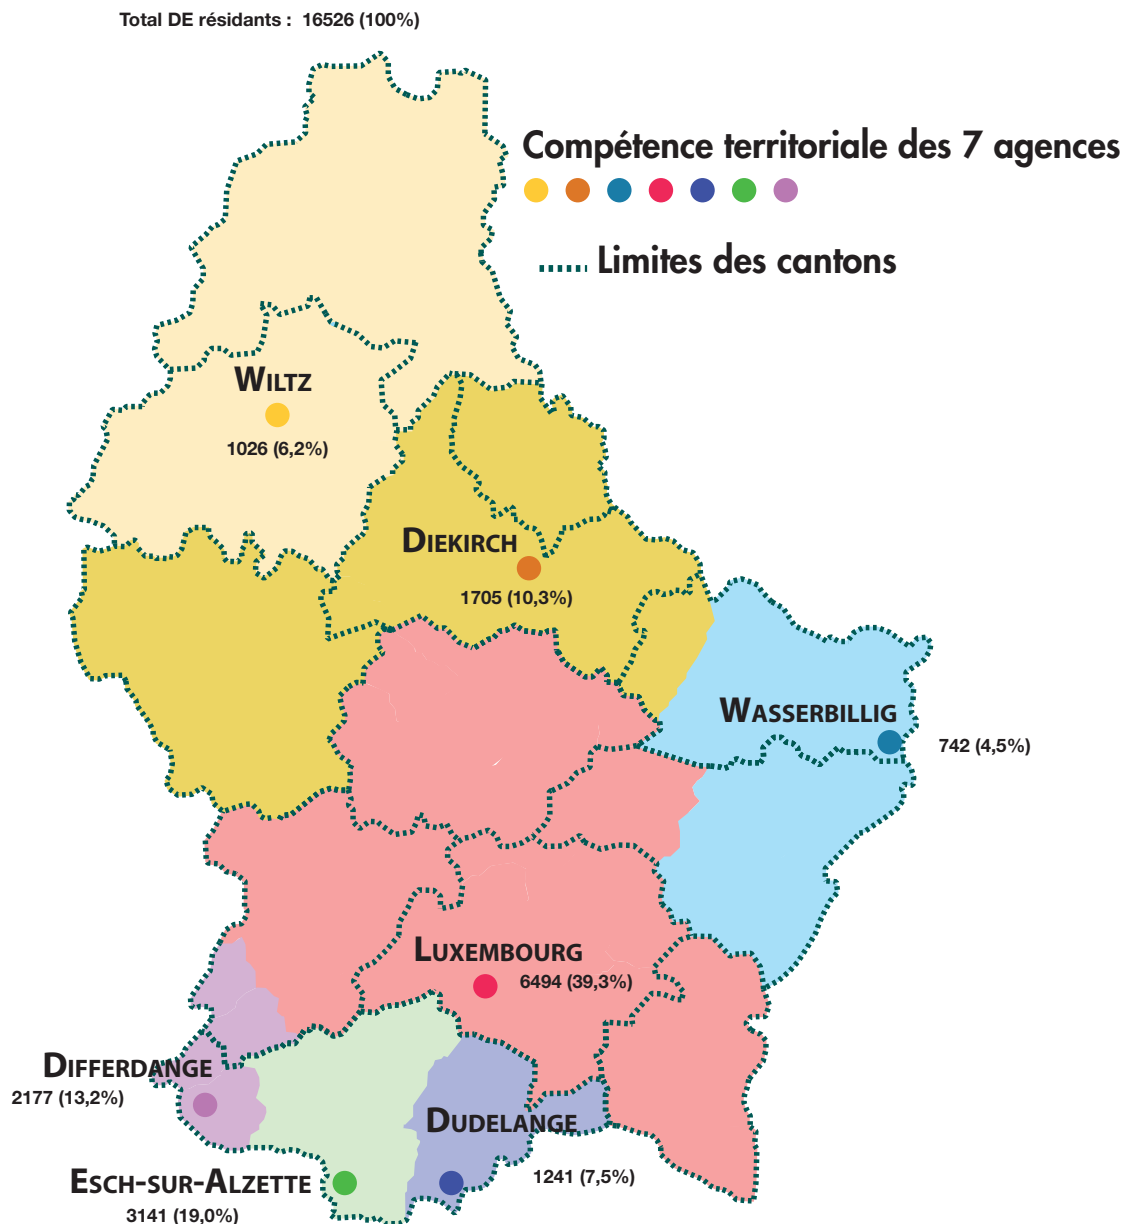 Total DE résidants : 16526 (100%)
Compétence territoriale des 7 agences
Limites des cantons
WILTZ
1026 (6,2%)
DIEKIRCH
1705 (10,3%)
WASSERBILLIG
742 (4,5%)
LUXEMBOURG
6494 (39,3%)
DIFFERDANGE
2177 (13,2%)
DUDELANGE
1241 (7,5%)
ESCH-SUR-ALZETTE
3141 (19,0%)